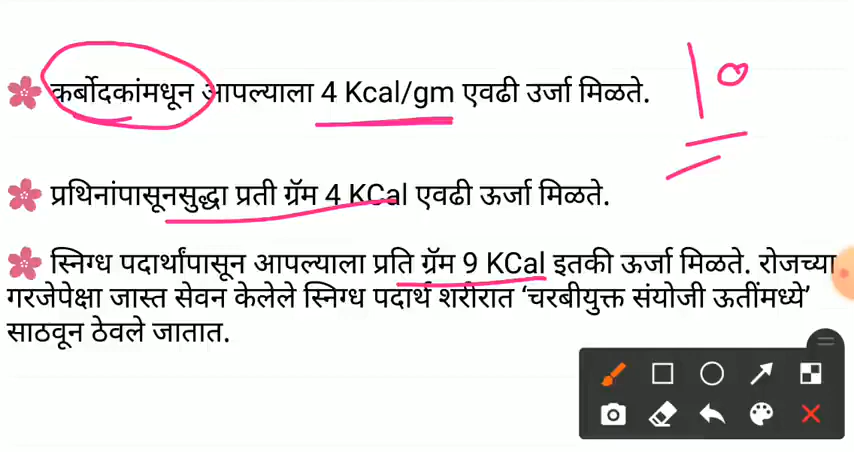 कर्बोदकांमधून आपल्याला 4 Kcal/gm एवढी उर्जा मिळते.
१०
प्रथिनांपासूनसुद्धा प्रती ग्रॅम 4 KCal एवढी ऊर्जा मिळते.
स्निग्ध पदार्थांपासून आपल्याला प्रति ग्रॅम 9 KCal इतकी ऊर्जा मिळते. रोजच्या
गरजेपेक्षा जास्त सेवन केलेले स्निग्ध पदार्थ शरीरात ‘चरबीयुक्त संयोजी ऊतींमध्ये’
साठवून ठेवले जातात.